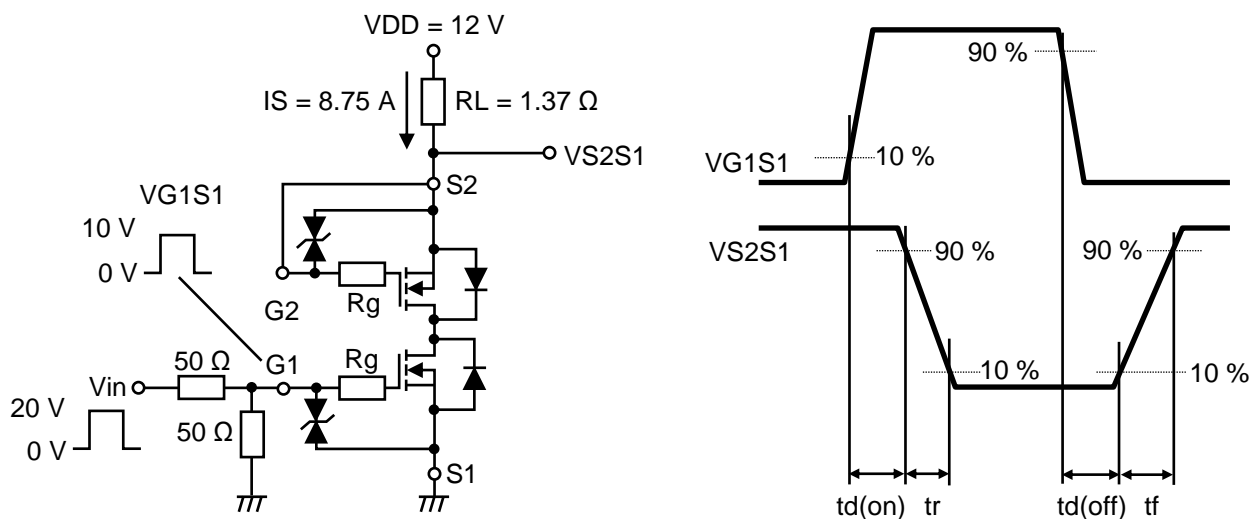 VDD = 12 V
IS = 8.75 A
RL = 1.37 Ω
VS2S1
S2
VG1S1
10 V
0 V
G2
Rg
G1
Rg
50 Ω
Vin
20 V
0 V
50 Ω
S1
90 %
VG1S1
10 %
VS2S1
90 %
90 %
10 %
10 %
td(on)
tr
td(off)
tf